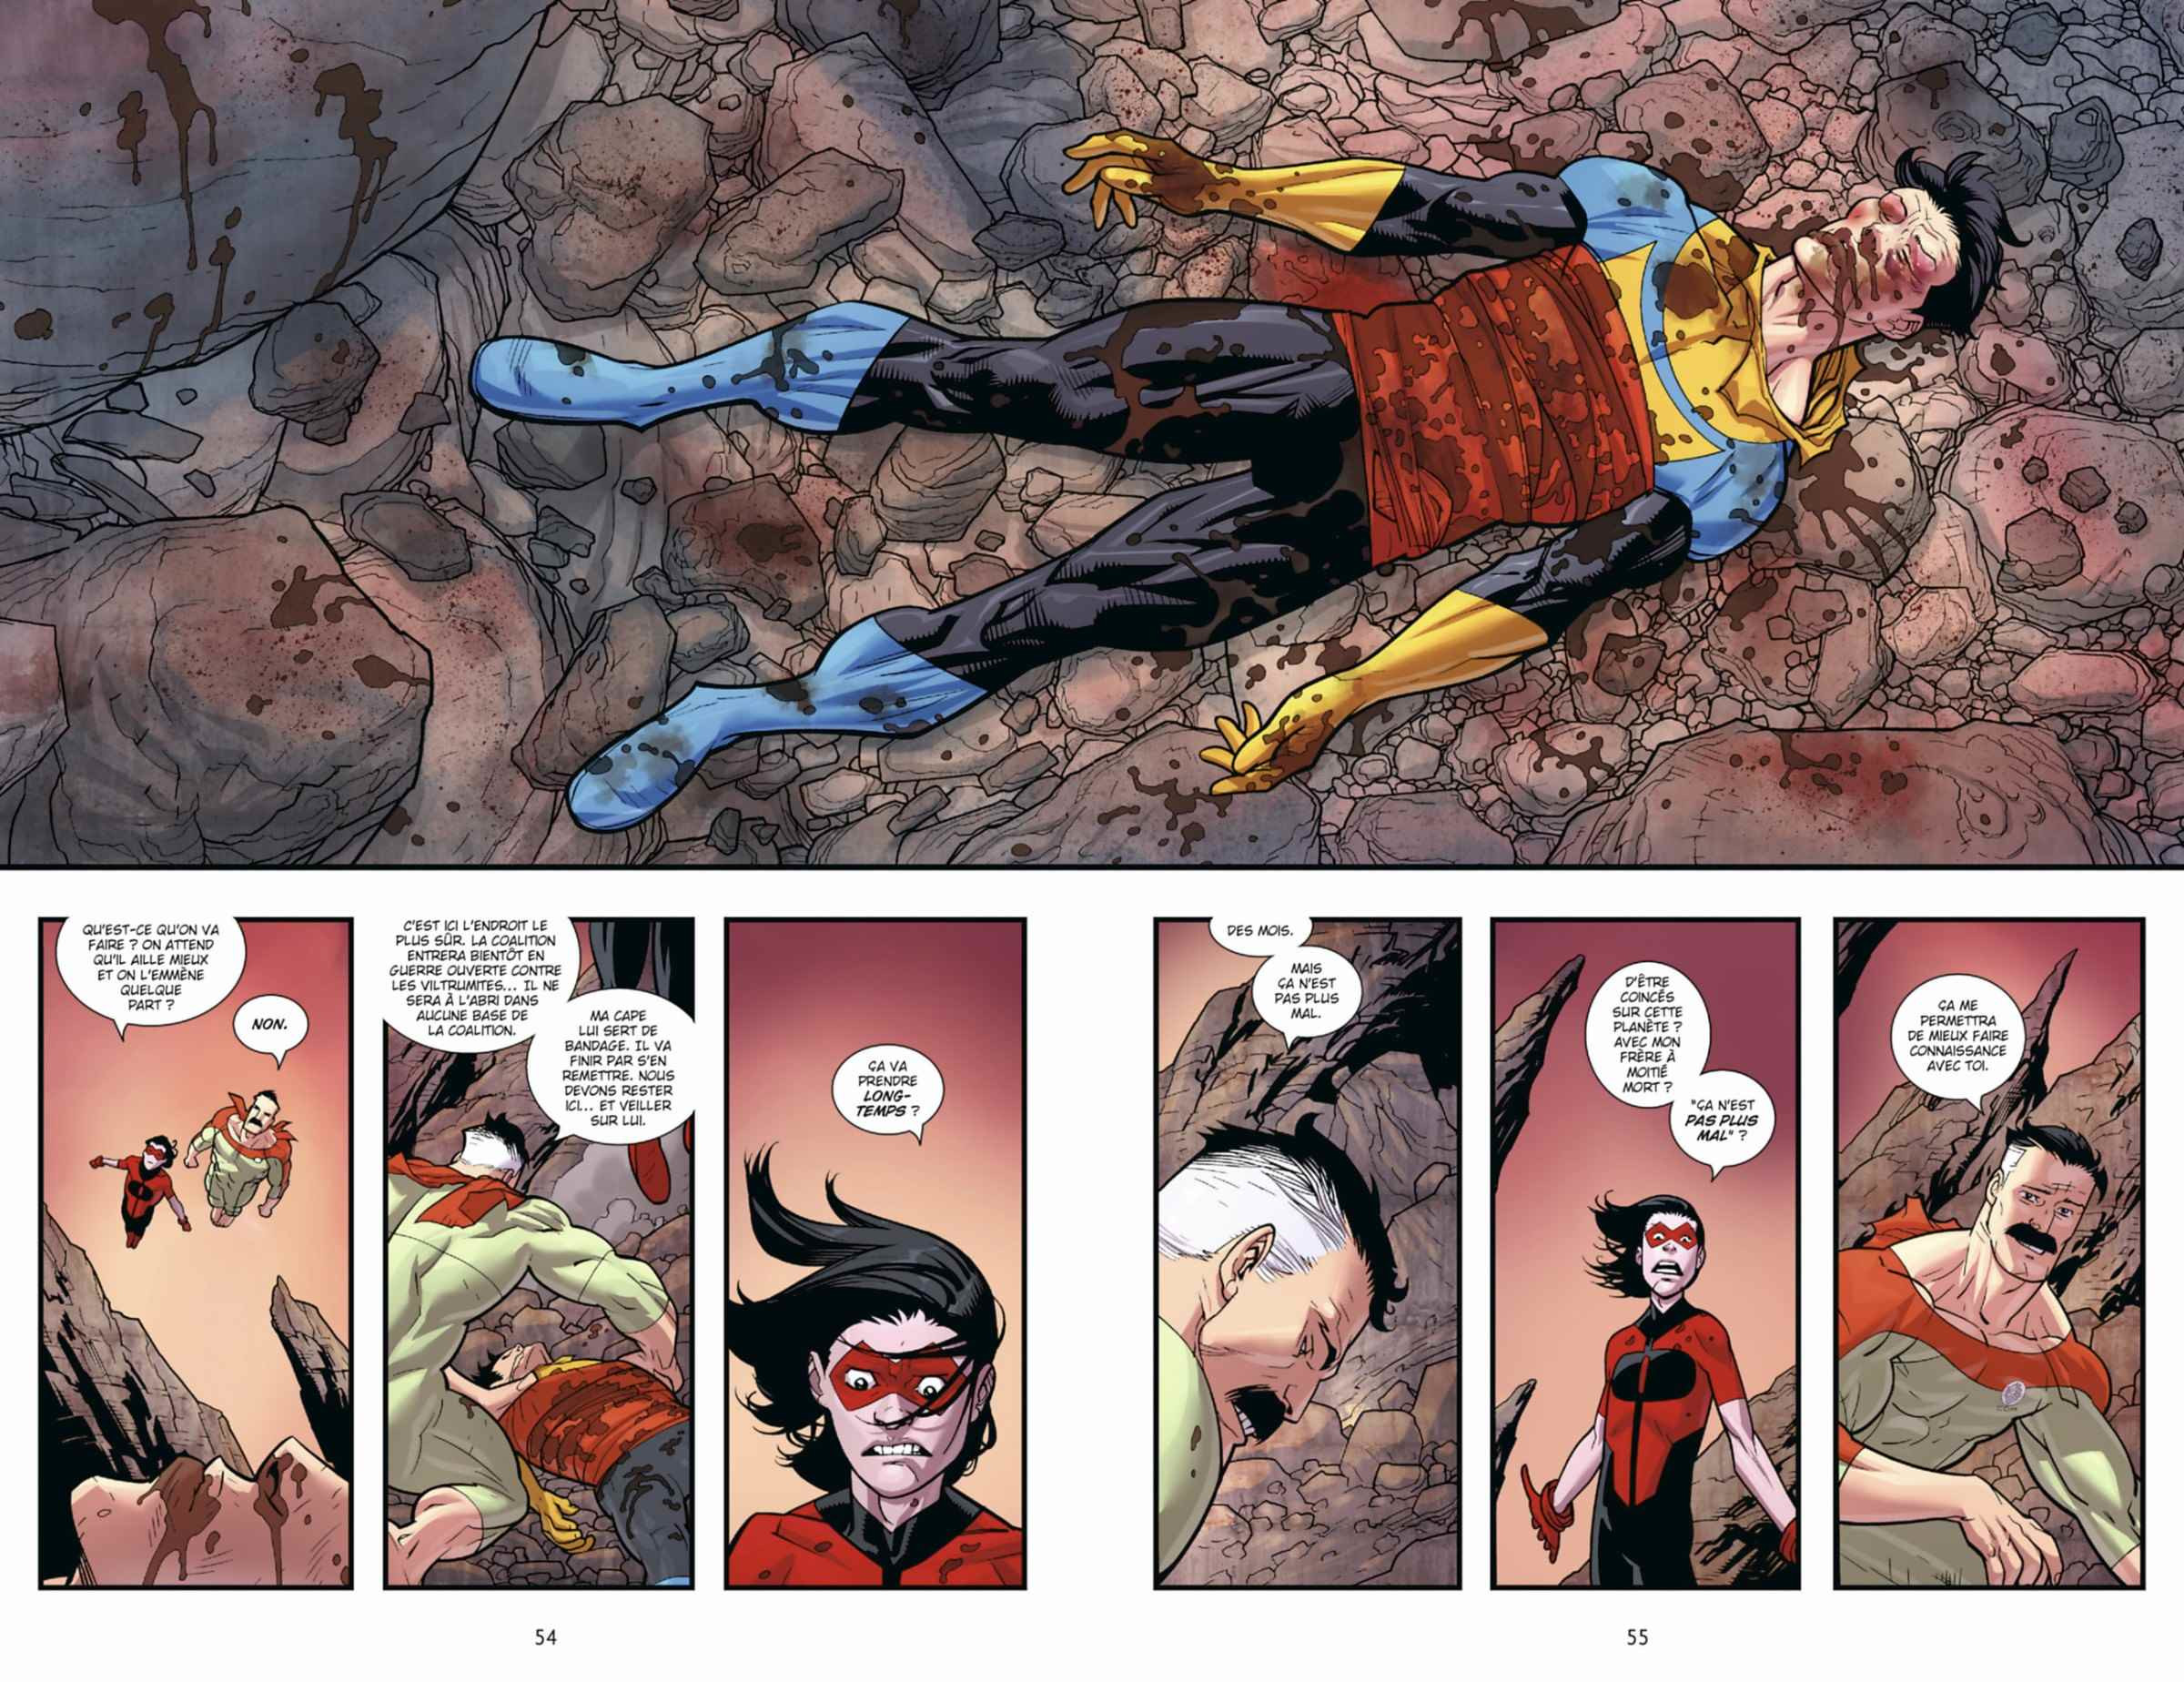 QU'EST-CE QU'ON VA
FAIRE ? ON ATTEND
QU'IL AILLE MIEUX
ET ON L'EMMÈNE
QUELQUE
PART ?
NON.
C'EST ICI L'ENDROIT LE
PLUS SÛR. LA COALITION
ENTRERA BIENTÔT EN
GUERRE OUVERTE CONTRE
LES VILTRUMITES... IL NE
SERA À L'ABRI DANS
AUCUNE BASE DE
LA COALITION.
MA CAPE
LUI SERT DE
BANDAGE. IL VA
FINIR PAR S'EN
REMETTRE. NOUS
DEVONS RESTER
ICI... ET VEILLER
SUR LUI.
ÇA VA
PRENDRE
LONG-
TEMPS ?
DES MOIS.
MAIS
ÇA N'EST
PAS PLUS
MAL.
D'ÊTRE
COINCÉS
SUR CETTE
PLANÈTE ?
AVEC MON
FRÈRE À
MOITIÉ
MORT ?
"ÇA N'EST
PAS PLUS
MAL" ?
ÇA ME
PERMETTRA
DE MIEUX FAIRE
CONNAISSANCE
AVEC TOI.
54
55